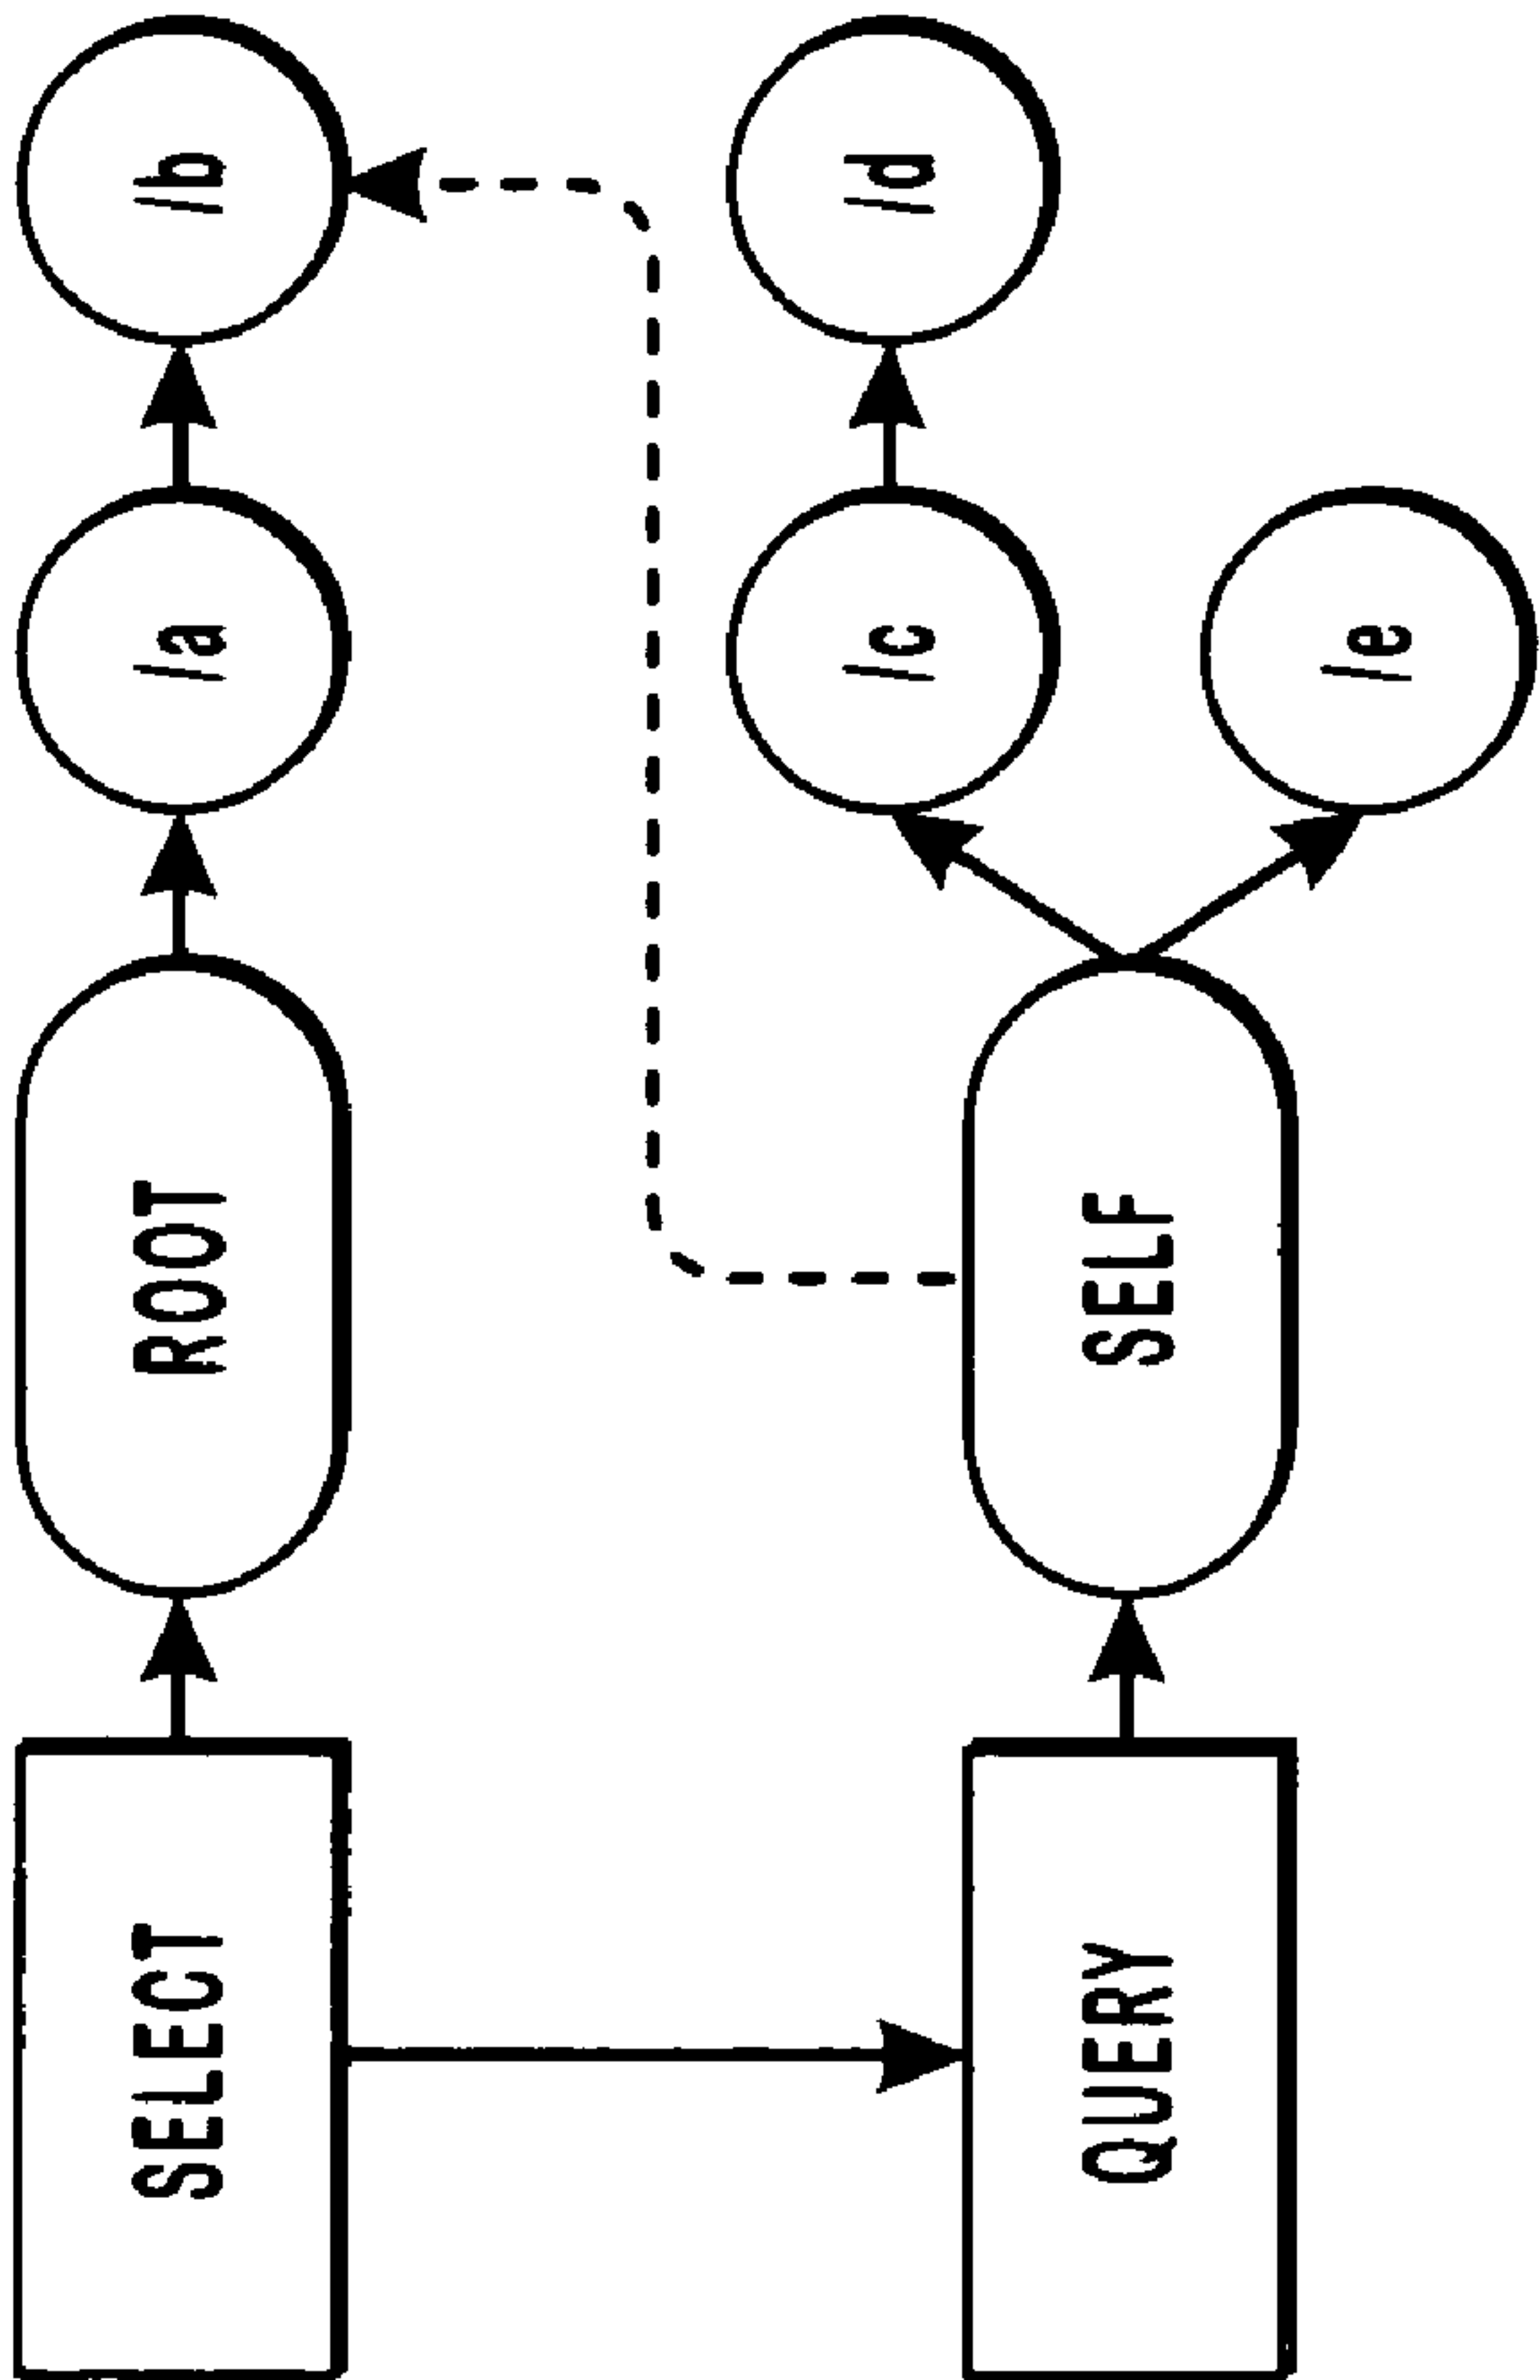 SELECT
ROOT
/a
/b
QUERY
SELF
/c
/d
/e